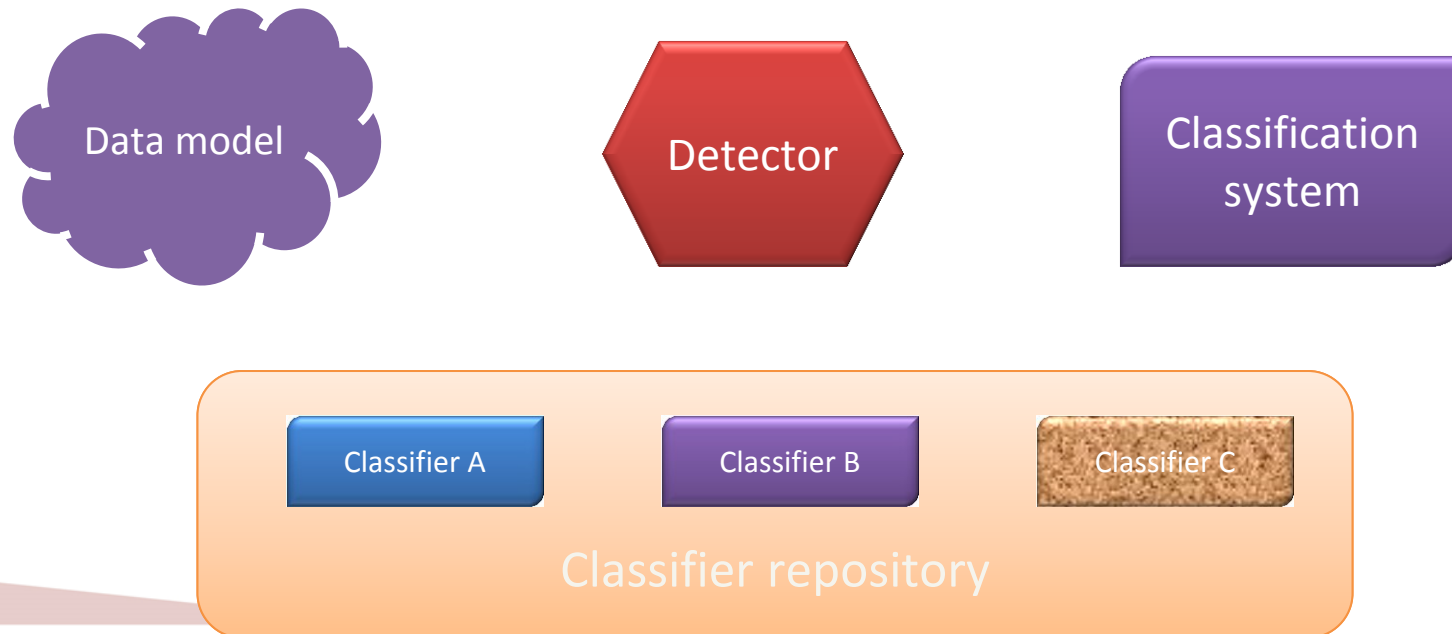 Data model
Detector
Classification
system
Classifier A
Classifier B
Classifier C
Classifier repository